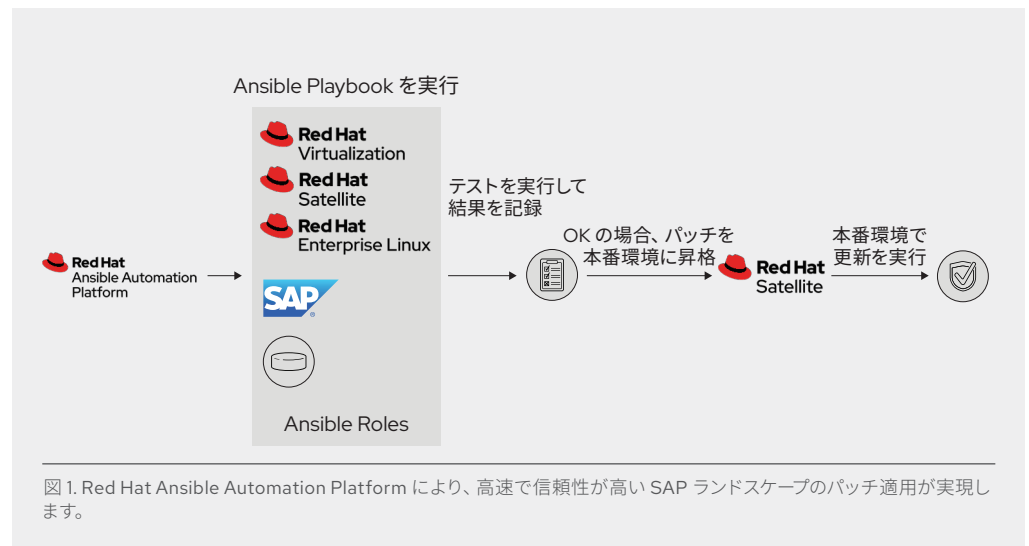 Ansible Playbook を実行
Red Hat
Virtualization
Red Hat
Satellite
Red Hat
Enterprise Linux
SAP
Ansible Roles
Red Hat
Ansible Automation
Platform
テストを実行して
結果を記録
OK の場合、パッチを
本番環境に昇格
Red Hat
Satellite
本番環境で
更新を実行
図 1. Red Hat Ansible Automation Platform により、高速で信頼性が高い SAP ランドスケープのパッチ適用が実現し
ます。